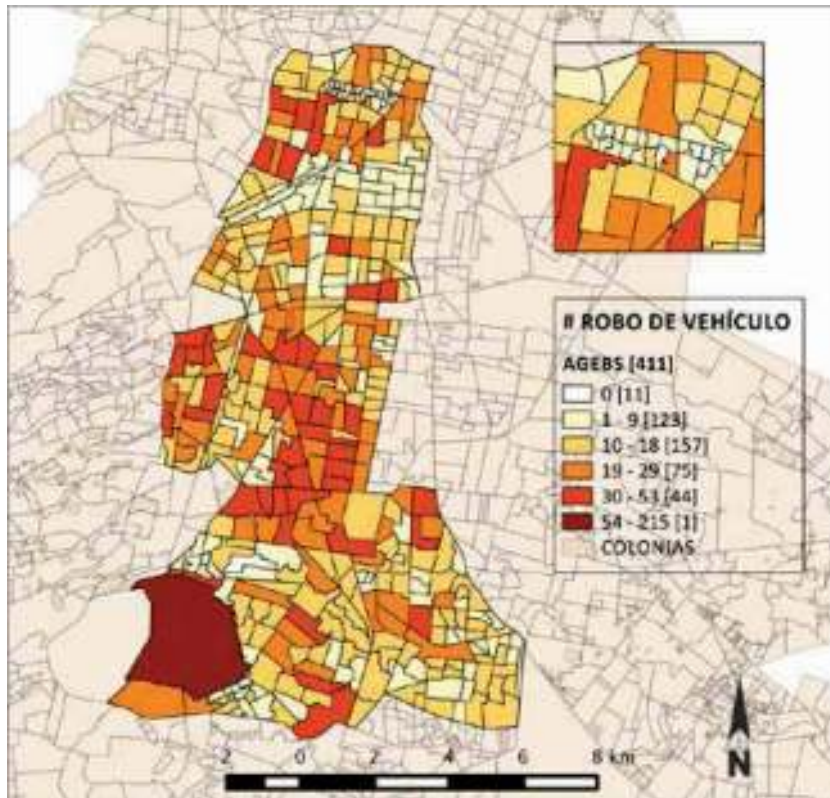 # ROBO DE VEHÍCULO
AGEBS [411]
0 [11]
1 - 9 [123]
10 - 18 [157]
19 - 29 [75]
30 - 53 [44]
54 - 215 [1]
COLONIAS
N
-2 0 2 4 6 8 km